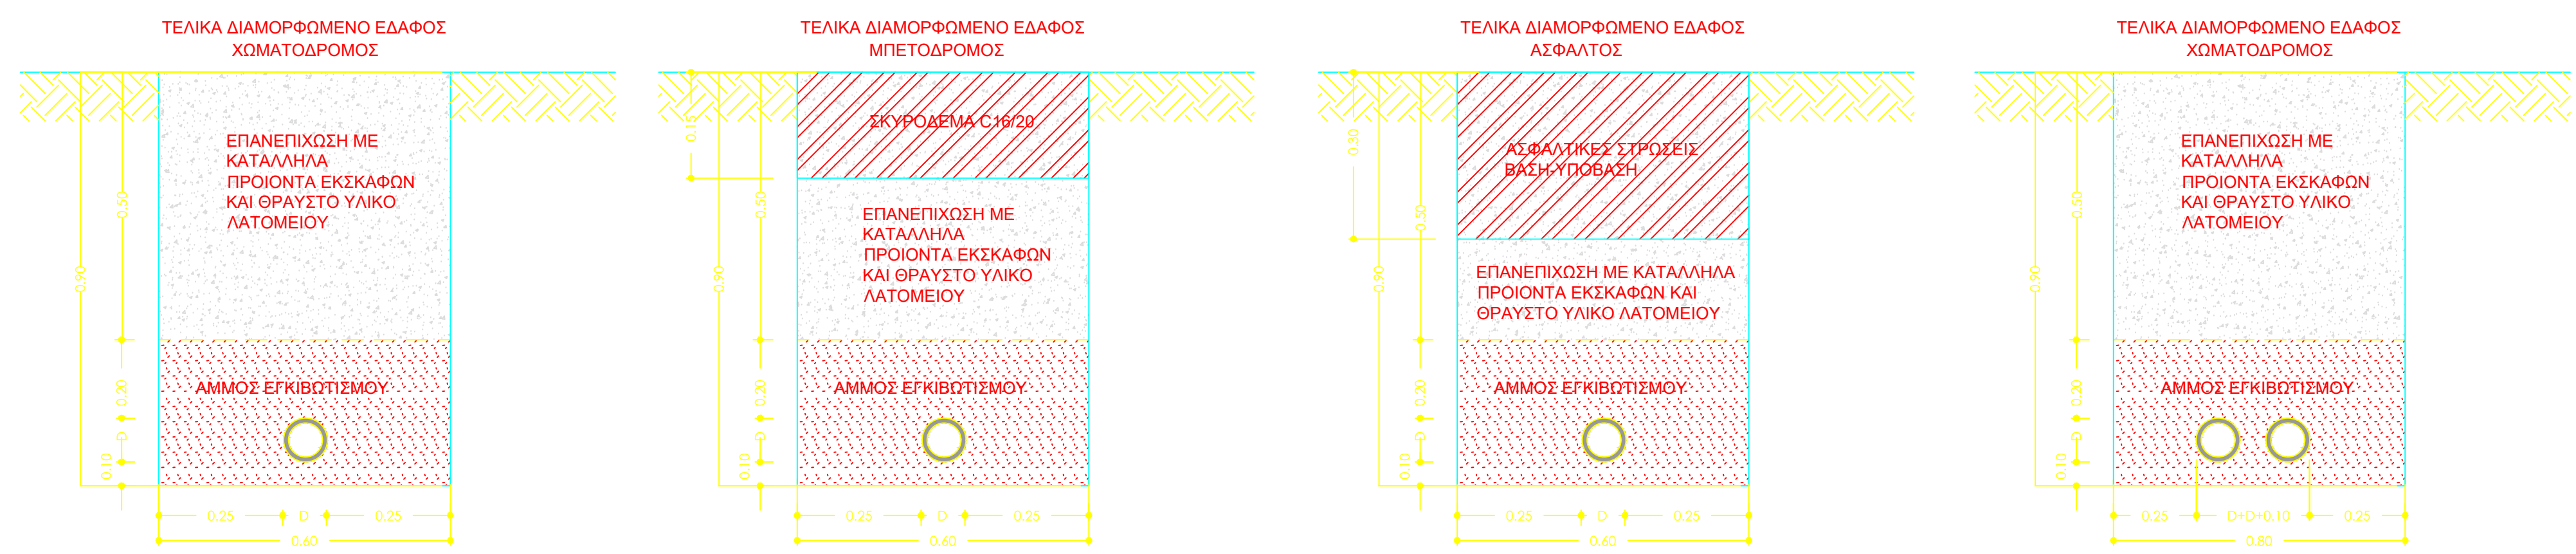 ΤΕΛΙΚΑ ΔΙΑΜΟΡΦΩΜΕΝΟ ΕΔΑΦΟΣ
ΧΩΜΑΤΟΔΡΟΜΟΣ
ΕΠΑΝΕΠΙΧΩΣΗ ΜΕ
ΚΑΤΑΛΛΗΛΑ
ΠΡΟΙΟΝΤΑ ΕΚΣΚΑΦΩΝ
ΚΑΙ ΘΡΑΥΣΤΟ ΥΛΙΚΟ
ΛΑΤΟΜΕΙΟΥ
0.50
0.90
ΑΜΜΟΣ ΕΓΚΙΒΩΤΙΣΜΟΥ
0.20
D
0.10
0.25 D 0.25
0.60
ΤΕΛΙΚΑ ΔΙΑΜΟΡΦΩΜΕΝΟ ΕΔΑΦΟΣ
ΜΠΕΤΟΔΡΟΜΟΣ
0.15
ΣΚΥΡΟΔΕΜΑ C16/20
ΕΠΑΝΕΠΙΧΩΣΗ ΜΕ
ΚΑΤΑΛΛΗΛΑ
ΠΡΟΙΟΝΤΑ ΕΚΣΚΑΦΩΝ
ΚΑΙ ΘΡΑΥΣΤΟ ΥΛΙΚΟ
ΛΑΤΟΜΕΙΟΥ
0.50
0.90
ΑΜΜΟΣ ΕΓΚΙΒΩΤΙΣΜΟΥ
0.20
D
0.10
0.25 D 0.25
0.60
ΤΕΛΙΚΑ ΔΙΑΜΟΡΦΩΜΕΝΟ ΕΔΑΦΟΣ
ΑΣΦΑΛΤΟΣ
0.30
ΑΣΦΑΛΤΙΚΕΣ ΣΤΡΩΣΕΙΣ
ΒΑΣΗ-ΥΠΟΒΑΣΗ
0.50
0.90
ΕΠΑΝΕΠΙΧΩΣΗ ΜΕ ΚΑΤΑΛΛΗΛΑ
ΠΡΟΙΟΝΤΑ ΕΚΣΚΑΦΩΝ ΚΑΙ
ΘΡΑΥΣΤΟ ΥΛΙΚΟ ΛΑΤΟΜΕΙΟΥ
ΑΜΜΟΣ ΕΓΚΙΒΩΤΙΣΜΟΥ
0.20
D
0.10
0.25 D 0.25
0.60
ΤΕΛΙΚΑ ΔΙΑΜΟΡΦΩΜΕΝΟ ΕΔΑΦΟΣ
ΧΩΜΑΤΟΔΡΟΜΟΣ
ΕΠΑΝΕΠΙΧΩΣΗ ΜΕ
ΚΑΤΑΛΛΗΛΑ
ΠΡΟΙΟΝΤΑ ΕΚΣΚΑΦΩΝ
ΚΑΙ ΘΡΑΥΣΤΟ ΥΛΙΚΟ
ΛΑΤΟΜΕΙΟΥ
0.50
0.90
ΑΜΜΟΣ ΕΓΚΙΒΩΤΙΣΜΟΥ
0.20
D
0.10
0.25 D+D+0.10 0.25
0.80